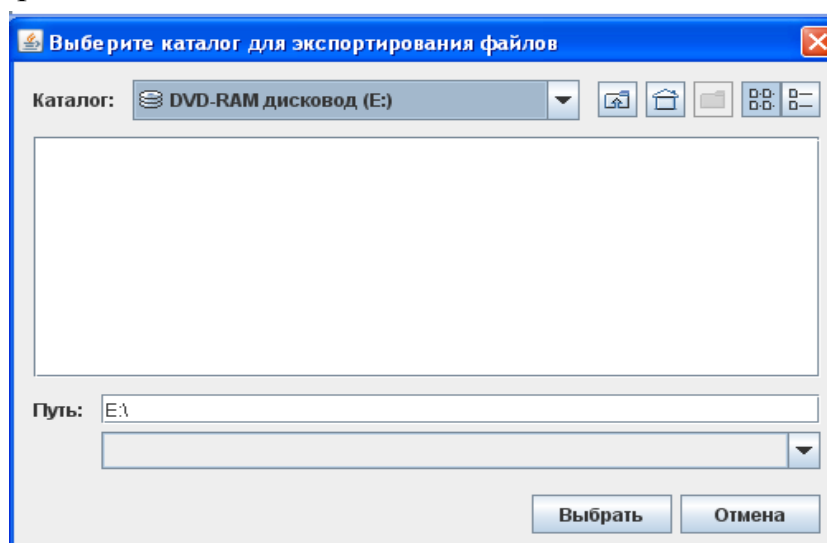 Выберите каталог для экспортирования файлов
Каталог: DVD-RAM дисковод (E:)
Путь: E:\
Выбрать Отмена